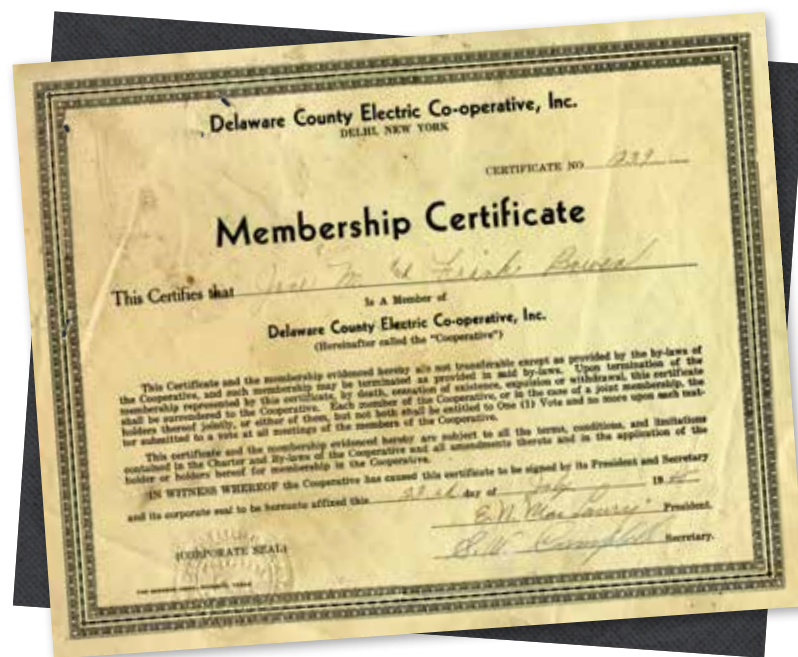 Delaware County Electric Co-operative, Inc.
DELHI, NEW YORK
CERTIFICATE NO 1239
Membership Certificate
This Certifies that M Bowen
Is A Member of
Delaware County Electric Co-operative, Inc.
(Hereinafter called the "Cooperative")
This Certificate and the membership evidenced hereby are not transferable except as provided by the by-laws of
the Cooperative, and such membership may be terminated as provided in said by-laws. Upon termination of the
membership represented by this certificate, by death, cessation of existence, expulsion or withdrawal, this certificate
shall be surrendered to the Cooperative. Each member of the Cooperative, or in the case of a joint membership, the
holders thereof jointly, or either of them, but not both shall be entitled to One (1) Vote and no more upon each mat-
ter submitted to a vote at all meetings of the members of the Cooperative.
This certificate and the membership evidenced hereby are subject to all the terms, conditions, and limitations
contained in the Charter and By-laws of the Cooperative and all amendments thereto and in the application of the
holder or holders hereof for membership in the Cooperative.
IN WITNESS WHEREOF the Cooperative has caused this certificate to be signed by its President and Secretary
and its corporate seal to be hereunto affixed this day of July 19
President.
(CORPORATE SEAL)
S.W. Campbell Secretary.